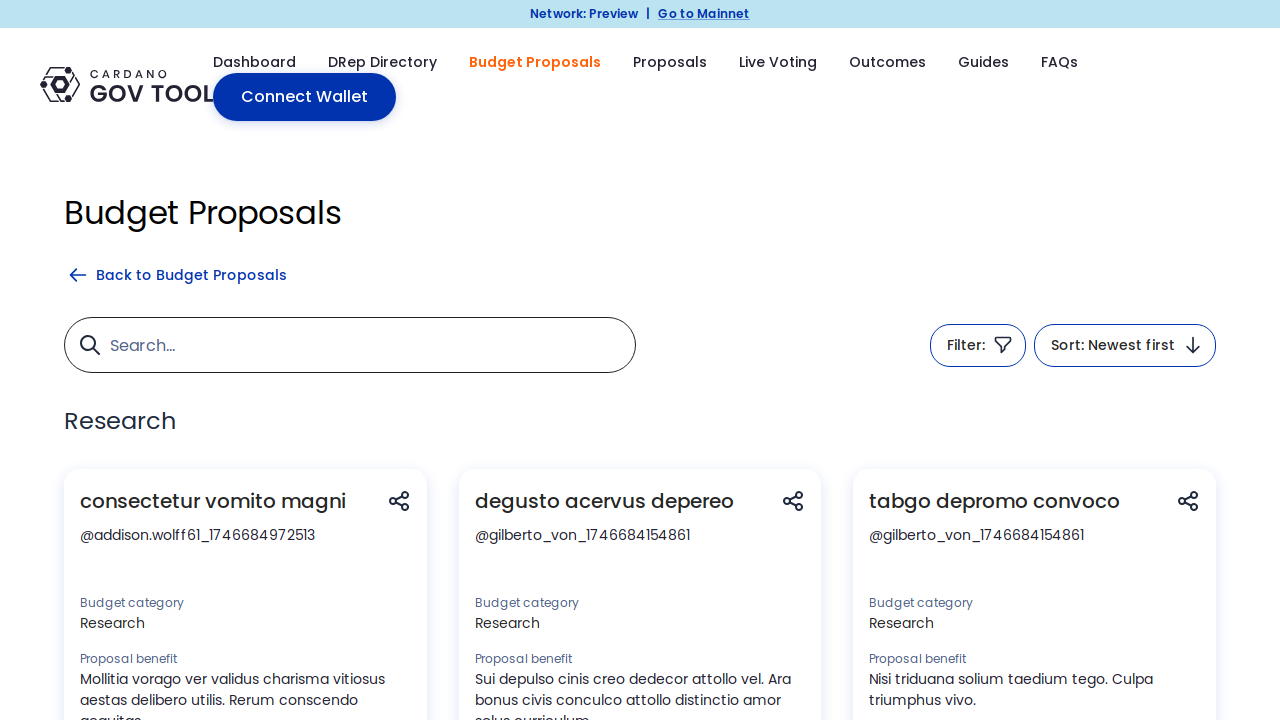 Network: Preview | Go to Mainnet
CARDANO
GOV TOOL
Dashboard DRep Directory Budget Proposals Proposals Live Voting Outcomes Guides FAQs
Connect Wallet
Budget Proposals
Back to Budget Proposals
Search...
Filter:
Sort: Newest first
Research
consectetur vomito magni
@addison.wolff61_1746684972513
Budget category
Research
Proposal benefit
Mollitia vorago ver validus charisma vitiosus
aestas delibero utilis. Rerum conscendo
aequitas
degusto acervus depereo
@gilberto_von_1746684154861
Budget category
Research
Proposal benefit
Sui depulso cinis creo dedecor attollo vel. Ara
bonus civis conculco attollo distinctio amor
solus curriculum
tabgo depromo convoco
@gilberto_von_1746684154861
Budget category
Research
Proposal benefit
Nisi triduana solium taedium tego. Culpa
triumphus vivo.